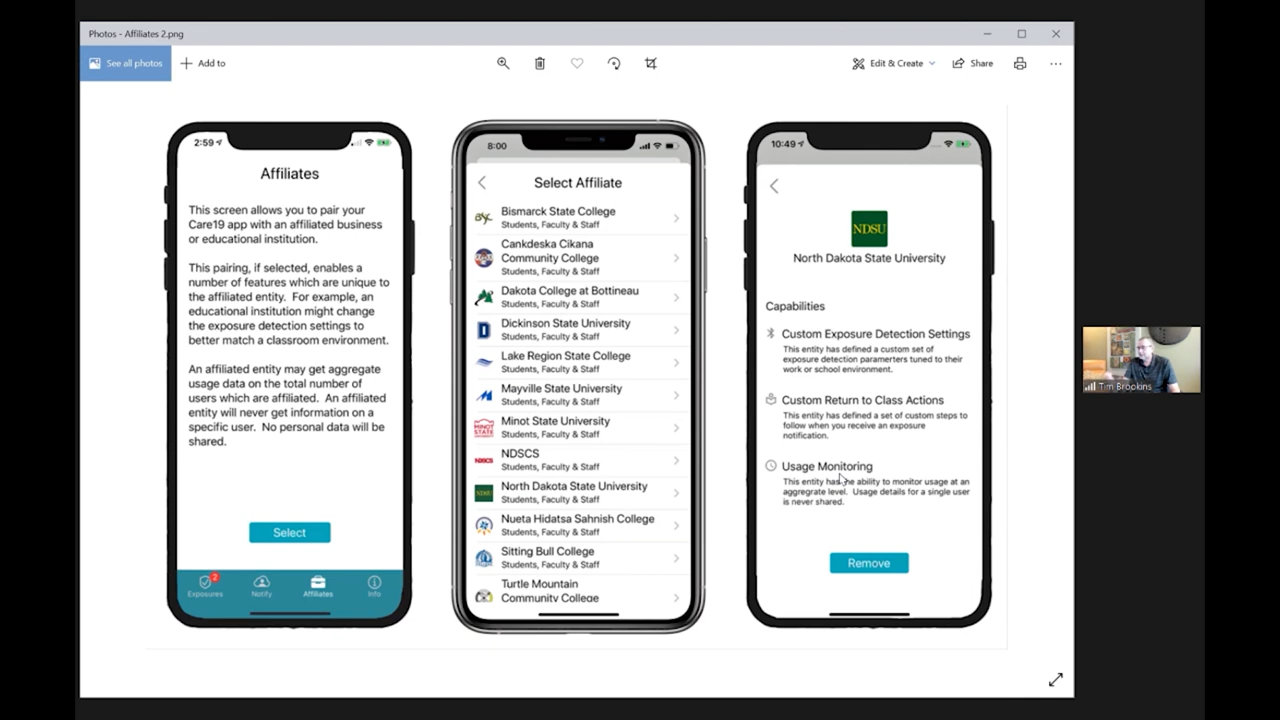 Photos - Affiliates 2.png
See all photos
Add to
Edit & Create
Share
2:59
Affiliates
This screen allows you to pair your
Care19 app with an affiliated business
or educational institution.
This pairing, if selected, enables a
number of features which are unique to
the affiliated entity. For example, an
educational institution might change
the exposure detection settings to
better match a classroom environment.
An affiliated entity may get aggregate
usage data on the total number of
users which are affiliated. An affiliated
entity will never get information on a
specific user. No personal data will be
shared.
Select
2
Exposures
Notify
Affiliates
Info
8:00
Select Affiliate
BSC
Bismarck State College
Students, Faculty & Staff
Cankdeska Cikana
Community College
Students, Faculty & Staff
Dakota College at Bottineau
Students, Faculty & Staff
Dickinson State University
Students, Faculty & Staff
Lake Region State College
Students, Faculty & Staff
Mayville State University
Students, Faculty & Staff
MINOT
STATE
Minot State University
Students, Faculty & Staff
NDSCS
NDSCS
Students, Faculty & Staff
NDSU
North Dakota State University
Students, Faculty & Staff
Nueta Hidatsa Sahnish College
Students, Faculty & Staff
Sitting Bull College
Students, Faculty & Staff
Turtle Mountain
Community College
10:49
NDSU
North Dakota State University
Capabilities
Custom Exposure Detection Settings
This entity has defined a custom set of
exposure detection paramerters tuned to their
work or school environment.
Custom Return to Class Actions
This entity has defined a set of custom steps to
follow when you receive an exposure
notification.
Usage Monitoring
This entity has the ability to monitor usage at an
aggregrate level. Usage details for a single user
is never shared.
Remove
Tim Brookins